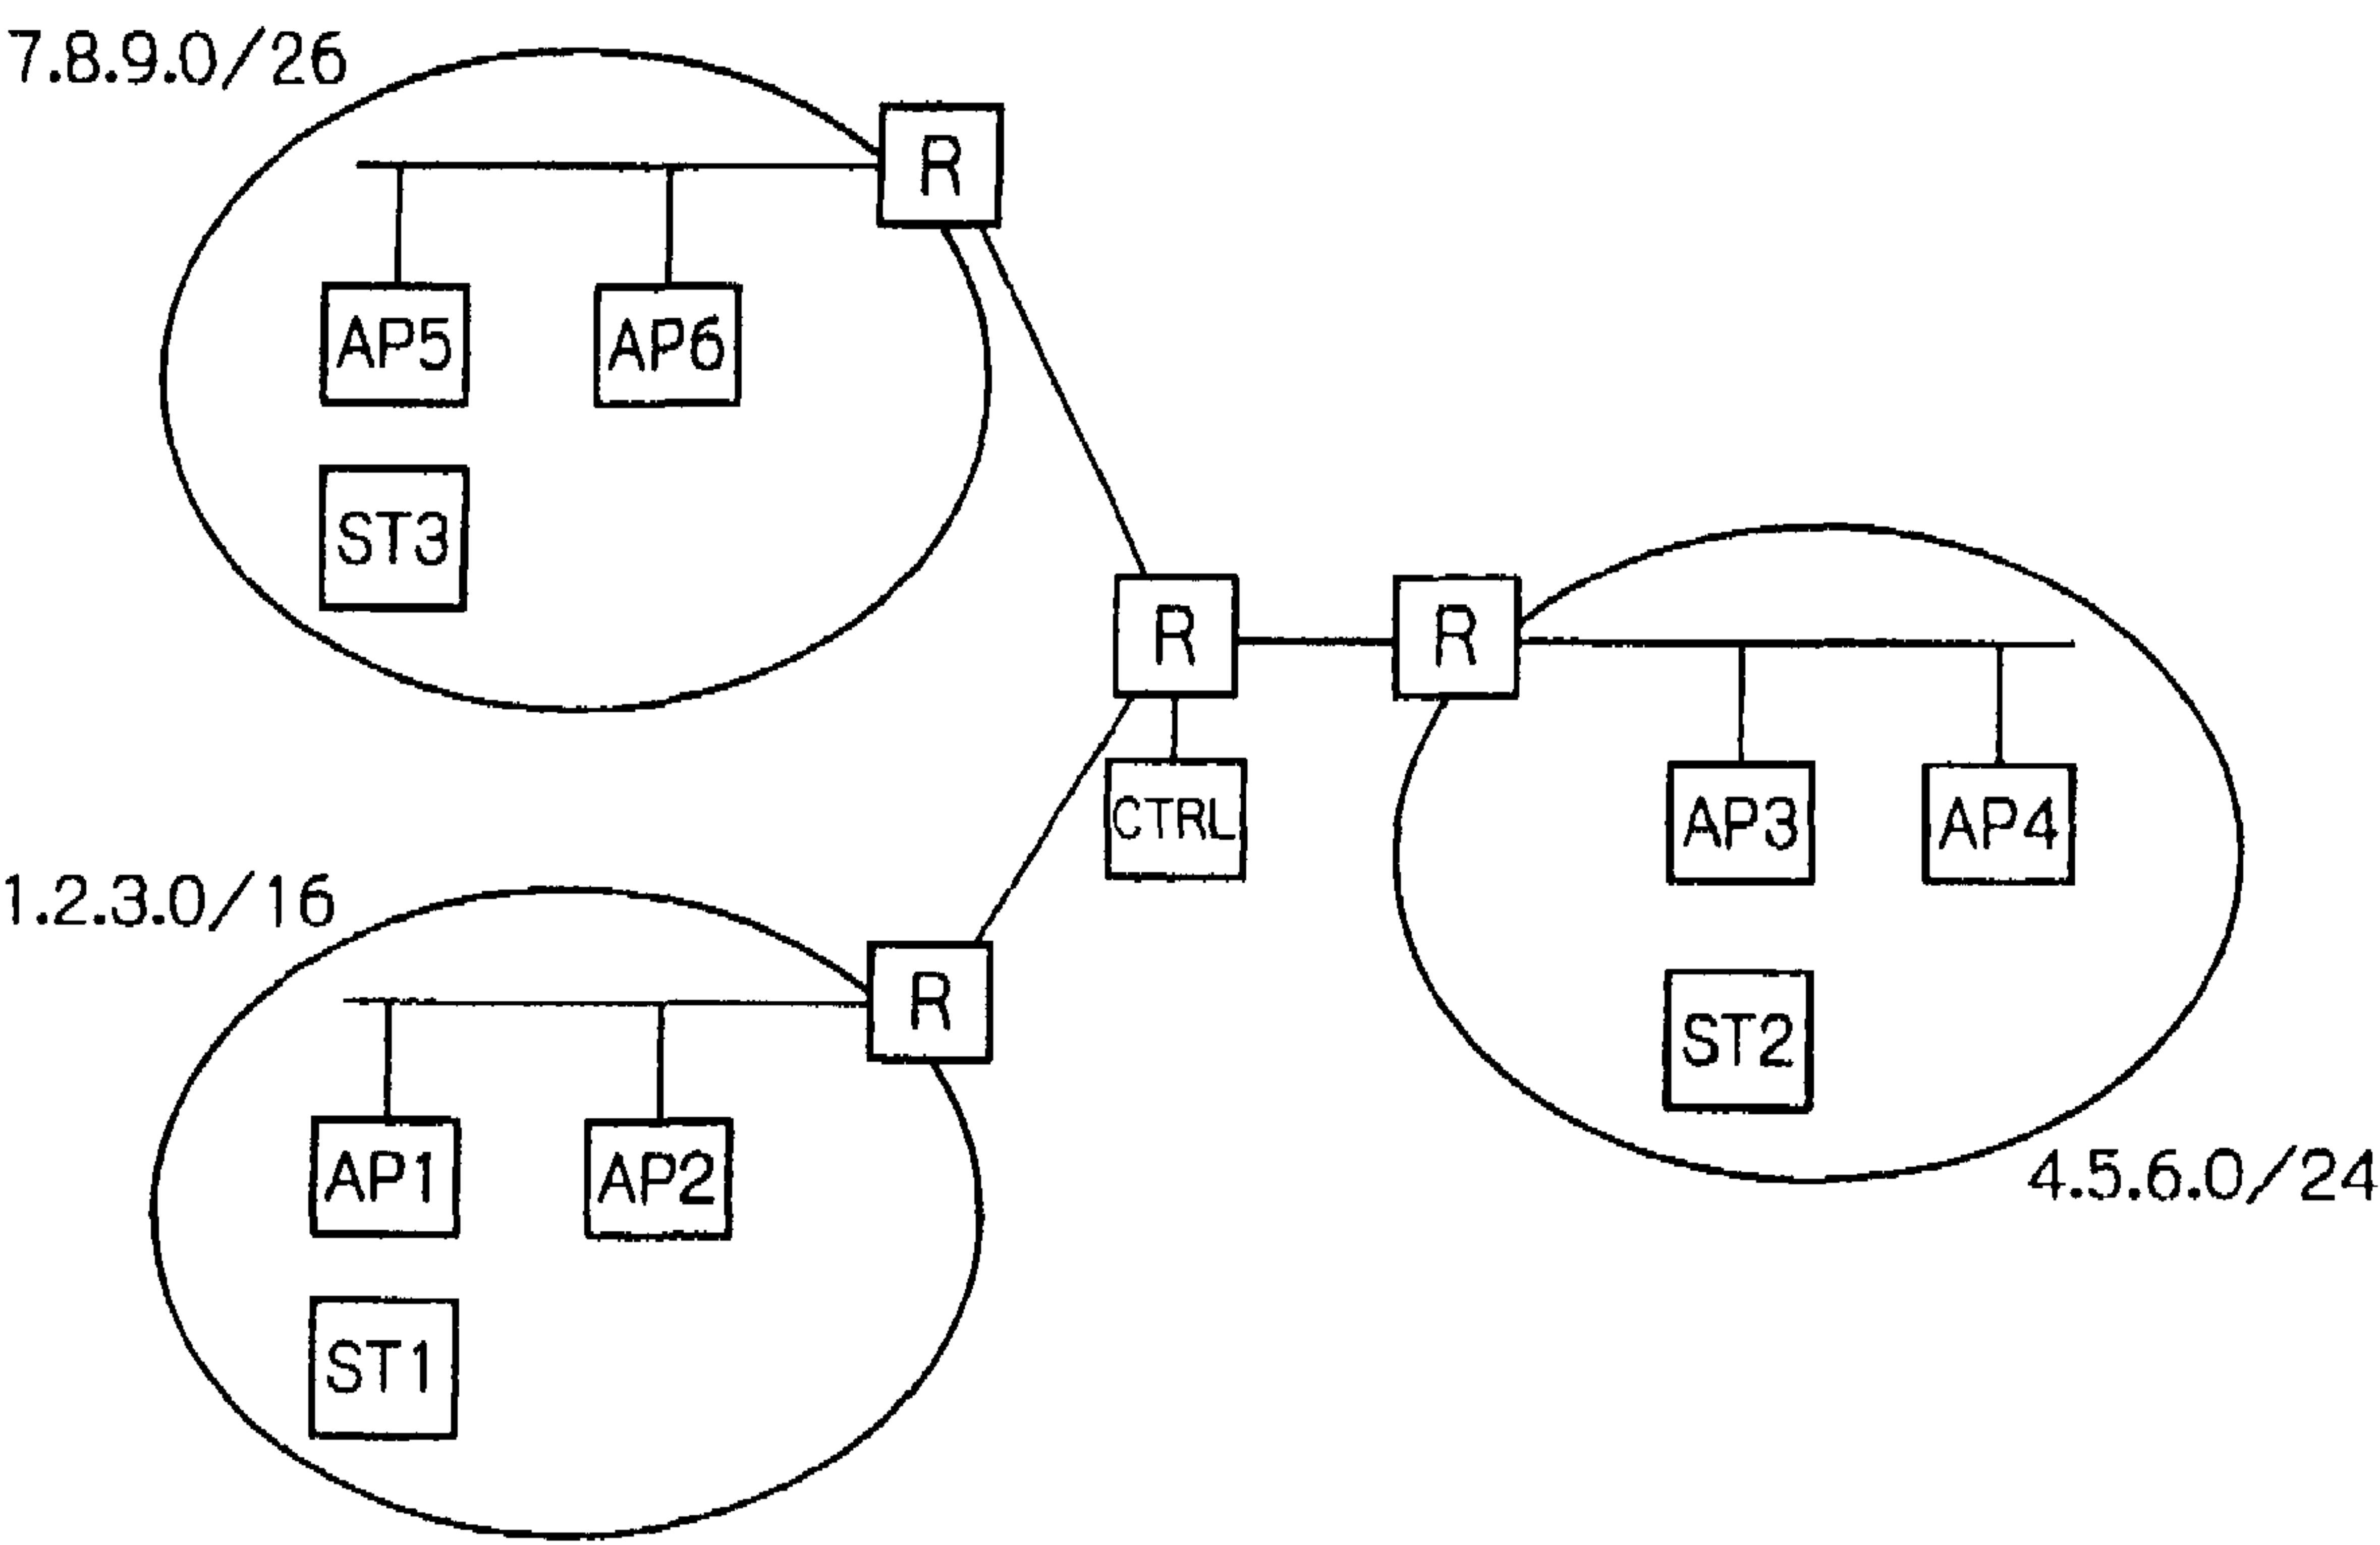 7.8.9.0/26
R
AP5 AP6
ST3
R R
CTRL
AP3 AP4
1.2.3.0/16
R
ST2
AP1 AP2
4.5.6.0/24
ST1